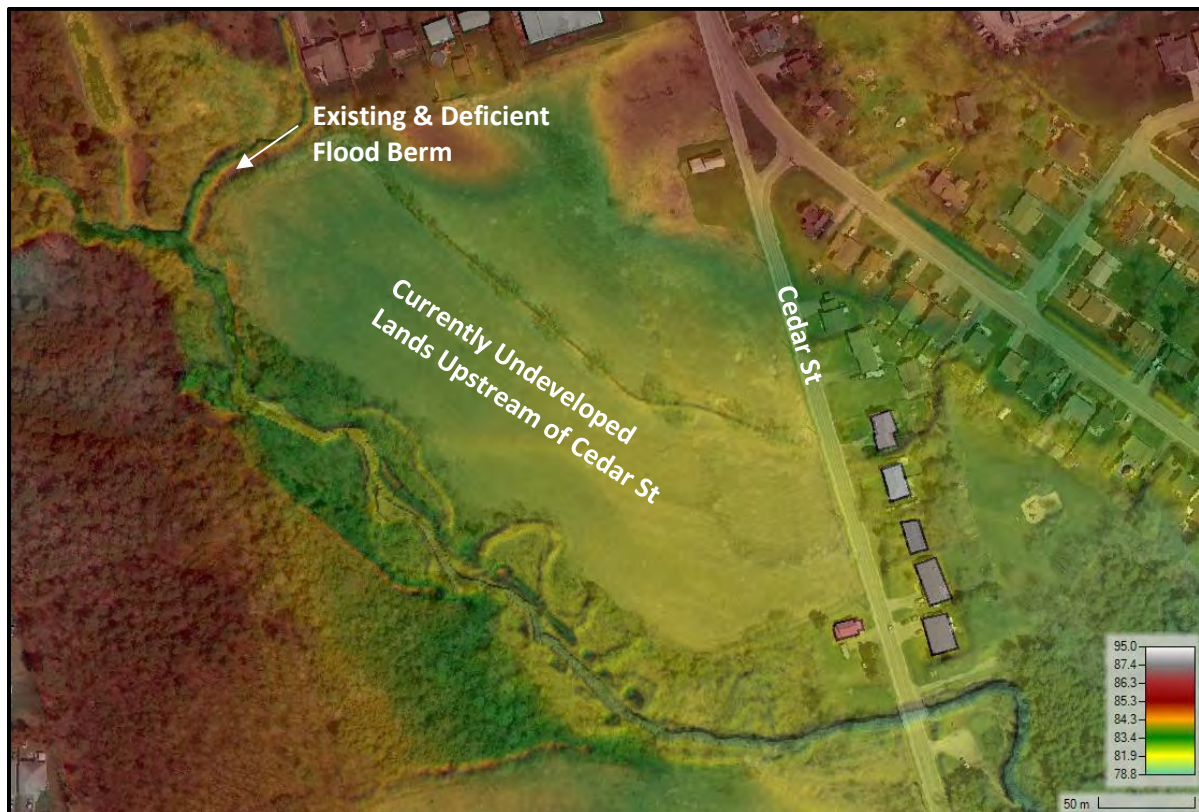 Existing & Deficient
Flood Berm
Currently Undeveloped
Lands Upstream of Cedar St
Cedar St
95.0
87.4
86.3
85.3
84.3
83.4
81.9
78.8
50 m